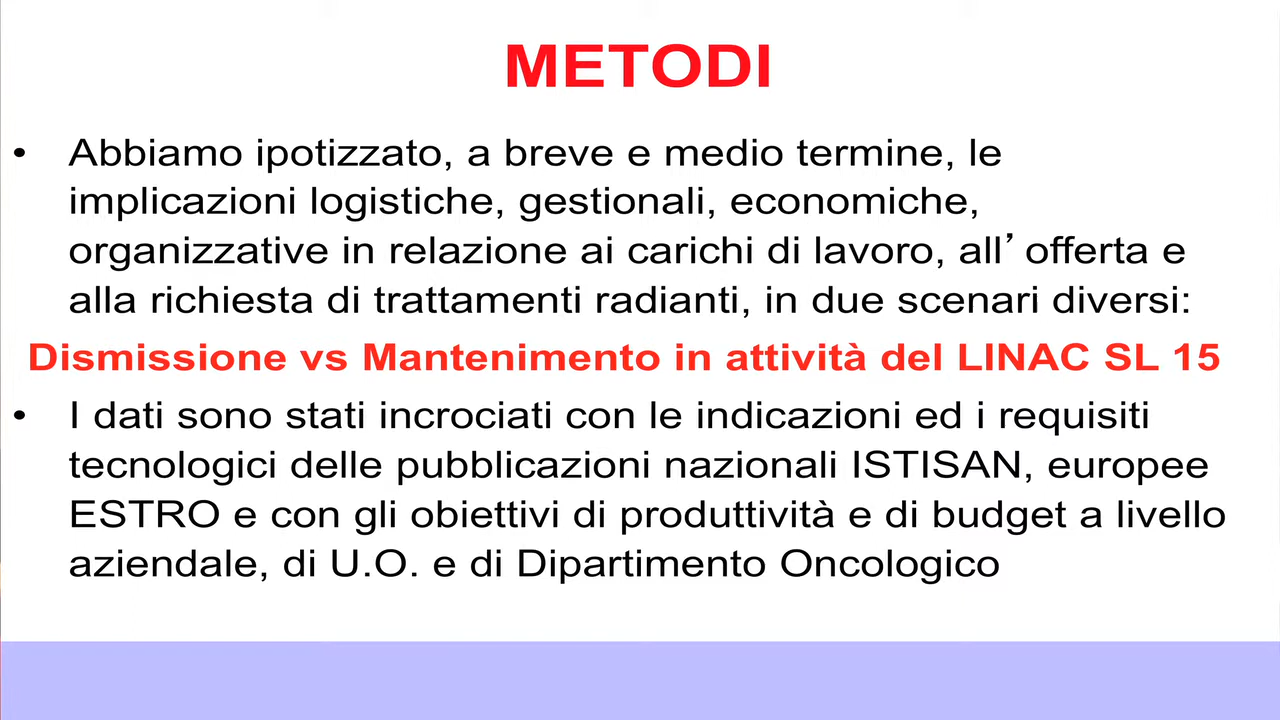 METODI
• Abbiamo ipotizzato, a breve e medio termine, le
implicazioni logistiche, gestionali, economiche,
organizzative in relazione ai carichi di lavoro, all’ offerta e
alla richiesta di trattamenti radianti, in due scenari diversi:
Dismissione vs Mantenimento in attività del LINAC SL 15
• I dati sono stati incrociati con le indicazioni ed i requisiti
tecnologici delle pubblicazioni nazionali ISTISAN, europee
ESTRO e con gli obiettivi di produttività e di budget a livello
aziendale, di U.O. e di Dipartimento Oncologico